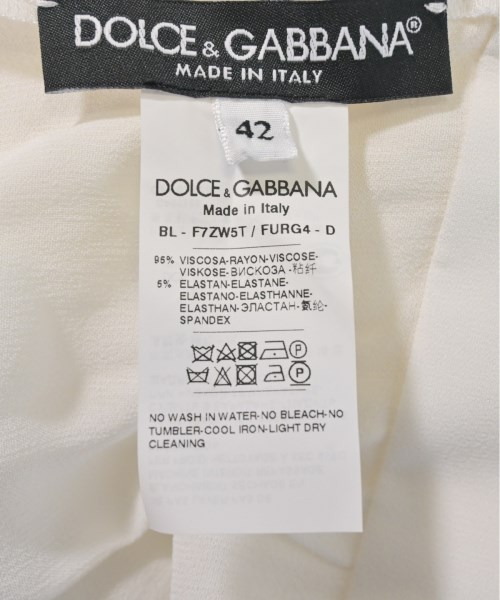 DOLCE & GABBANA®
MADE IN ITALY
42
DOLCE & GABBANA
Made in Italy
BL - F7ZW5T / FURG4 - D
95% VISCOSA-RAYON-VISCOSE-
VISKOSE-ВИСКОЗА-粘纤
5% ELASTAN-ELASTANE-
ELASTANO-ELASTHANNE-
ELASTHAN-ЭЛАСТАН-氨纶-
SPANDEX
P
P
NO WASH IN WATER-NO BLEACH-NO
TUMBLER-COOL IRON-LIGHT DRY
CLEANING